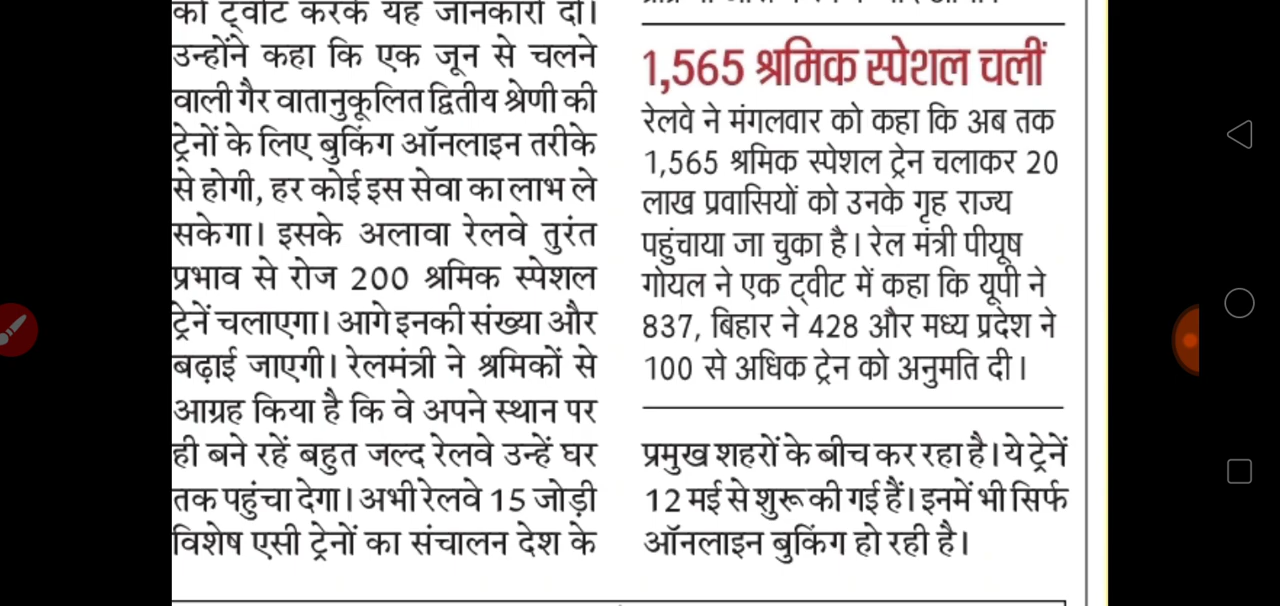 को ट्वीट करके यह जानकारी दी।
उन्होंने कहा कि एक जून से चलने
वाली गैर वातानुकूलित द्वितीय श्रेणी की
ट्रेनों के लिए बुकिंग ऑनलाइन तरीके
से होगी, हर कोई इस सेवा का लाभ ले
सकेगा। इसके अलावा रेलवे तुरंत
प्रभाव से रोज 200 श्रमिक स्पेशल
ट्रेनें चलाएगा। आगे इनकी संख्या और
बढ़ाई जाएगी। रेलमंत्री ने श्रमिकों से
आग्रह किया है कि वे अपने स्थान पर
ही बने रहें बहुत जल्द रेलवे उन्हें घर
तक पहुंचा देगा। अभी रेलवे 15 जोड़ी
विशेष एसी ट्रेनों का संचालन देश के
1,565 श्रमिक स्पेशल चलीं
रेलवे ने मंगलवार को कहा कि अब तक
1,565 श्रमिक स्पेशल ट्रेन चलाकर 20
लाख प्रवासियों को उनके गृह राज्य
पहुंचाया जा चुका है। रेल मंत्री पीयूष
गोयल ने एक ट्वीट में कहा कि यूपी ने
837, बिहार ने 428 और मध्य प्रदेश ने
100 से अधिक ट्रेन को अनुमति दी।
प्रमुख शहरों के बीच कर रहा है। ये ट्रेनें
12 मई से शुरू की गई हैं। इनमें भी सिर्फ
ऑनलाइन बुकिंग हो रही है।